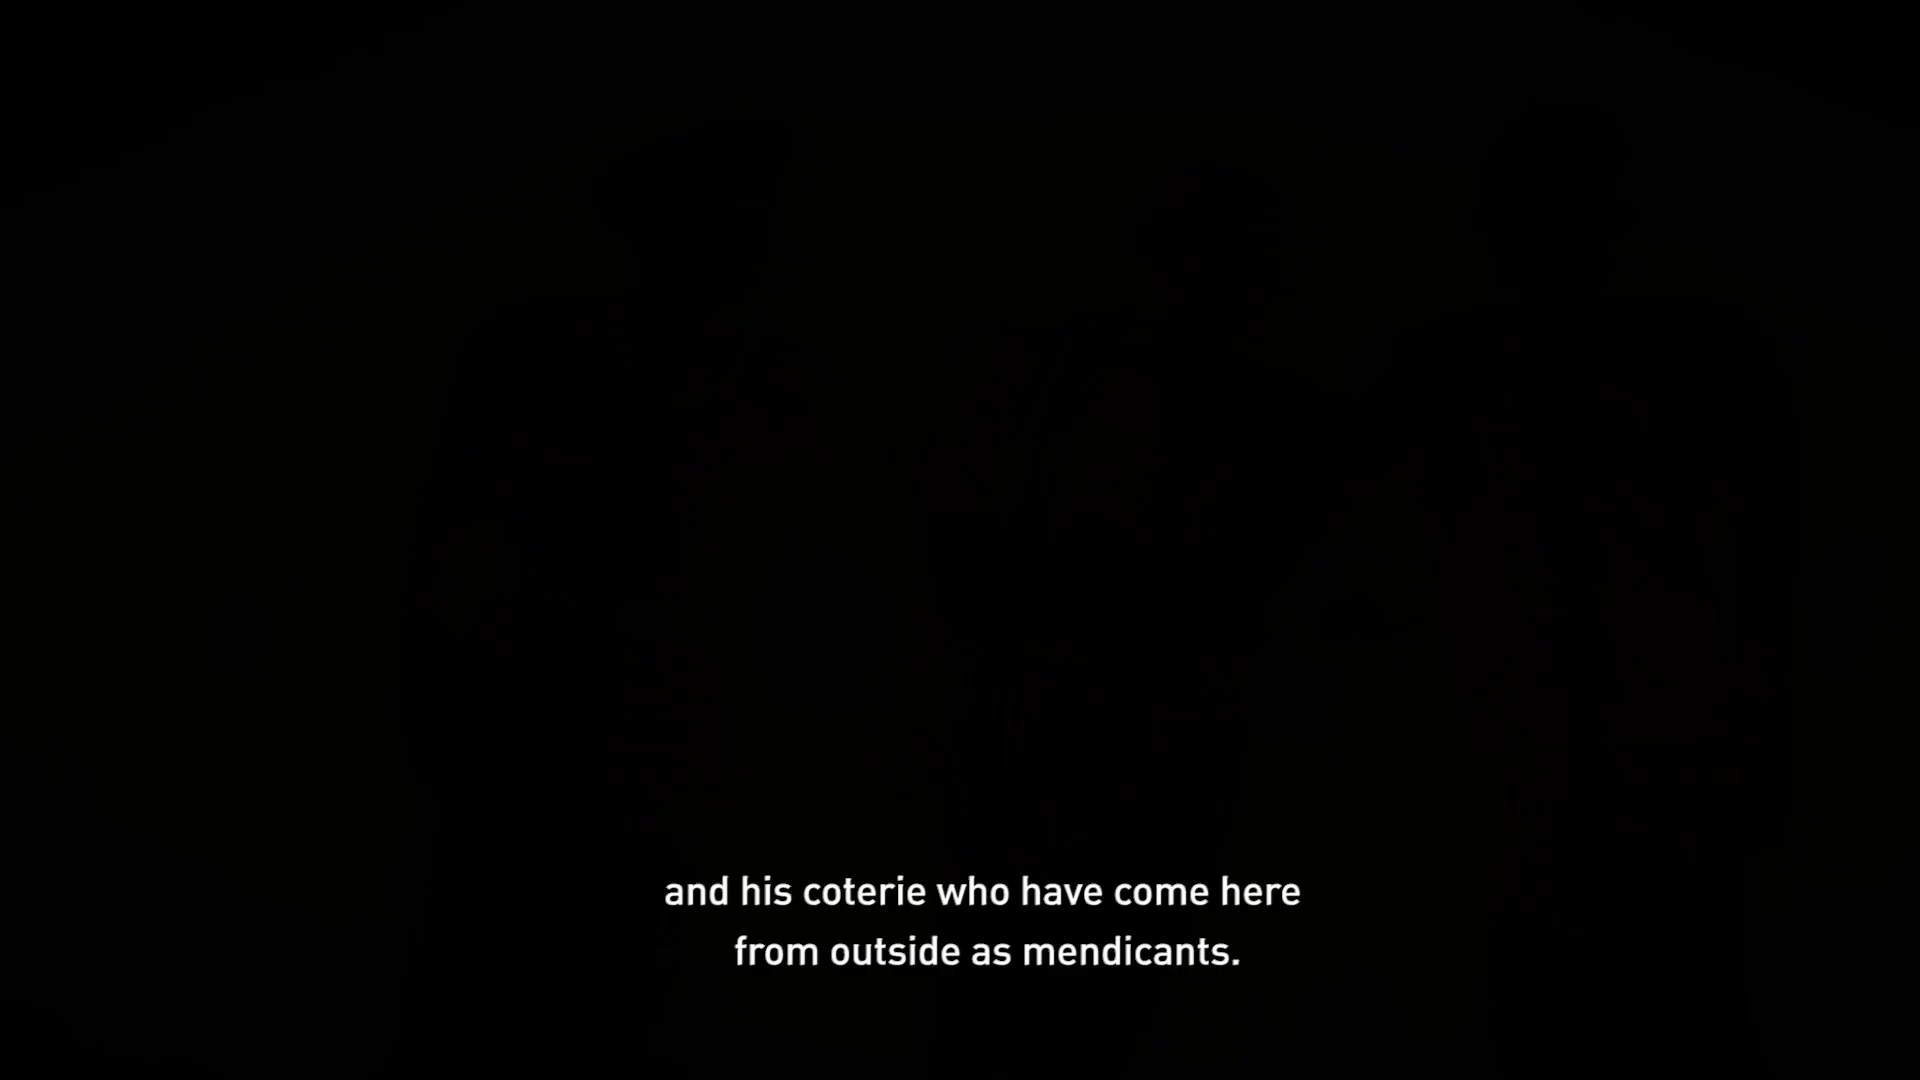 and his coterie who have come here
from outside as mendicants.